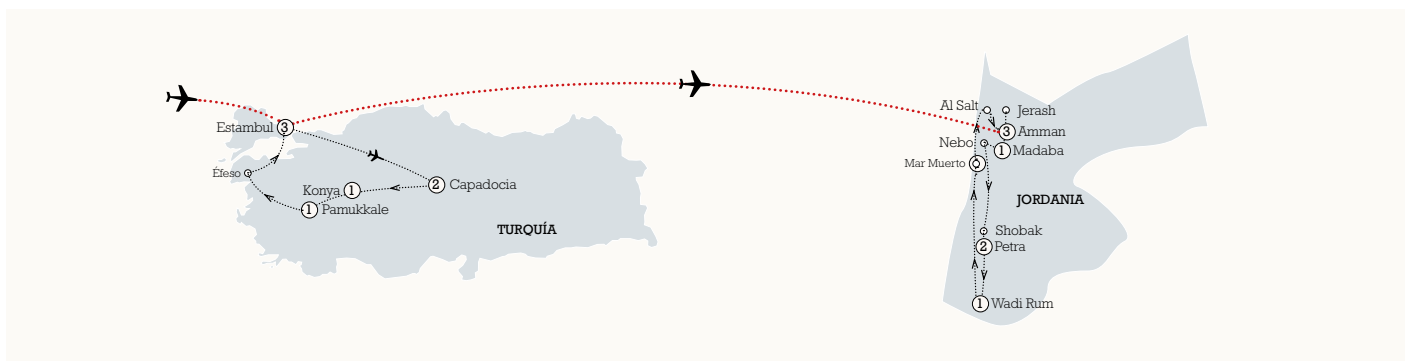 Estambul 3
Éfeso
Konya 1
1 Pamukkale
2 Capadocia
TURQUÍA
Al Salt
Jerash
3 Amman
Nebo
1 Madaba
Mar Muerto
JORDANIA
Shobak
2 Petra
1 Wadi Rum